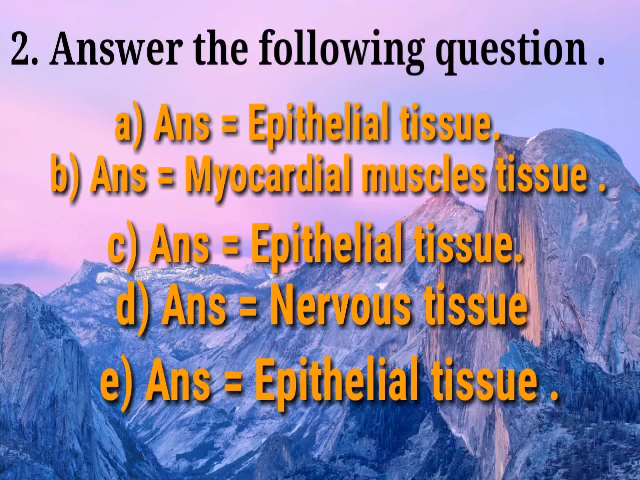 2. Answer the following question .
a) Ans = Epithelial tissue.
b) Ans = Myocardial muscles tissue .
c) Ans = Epithelial tissue.
d) Ans = Nervous tissue
e) Ans = Epithelial tissue .